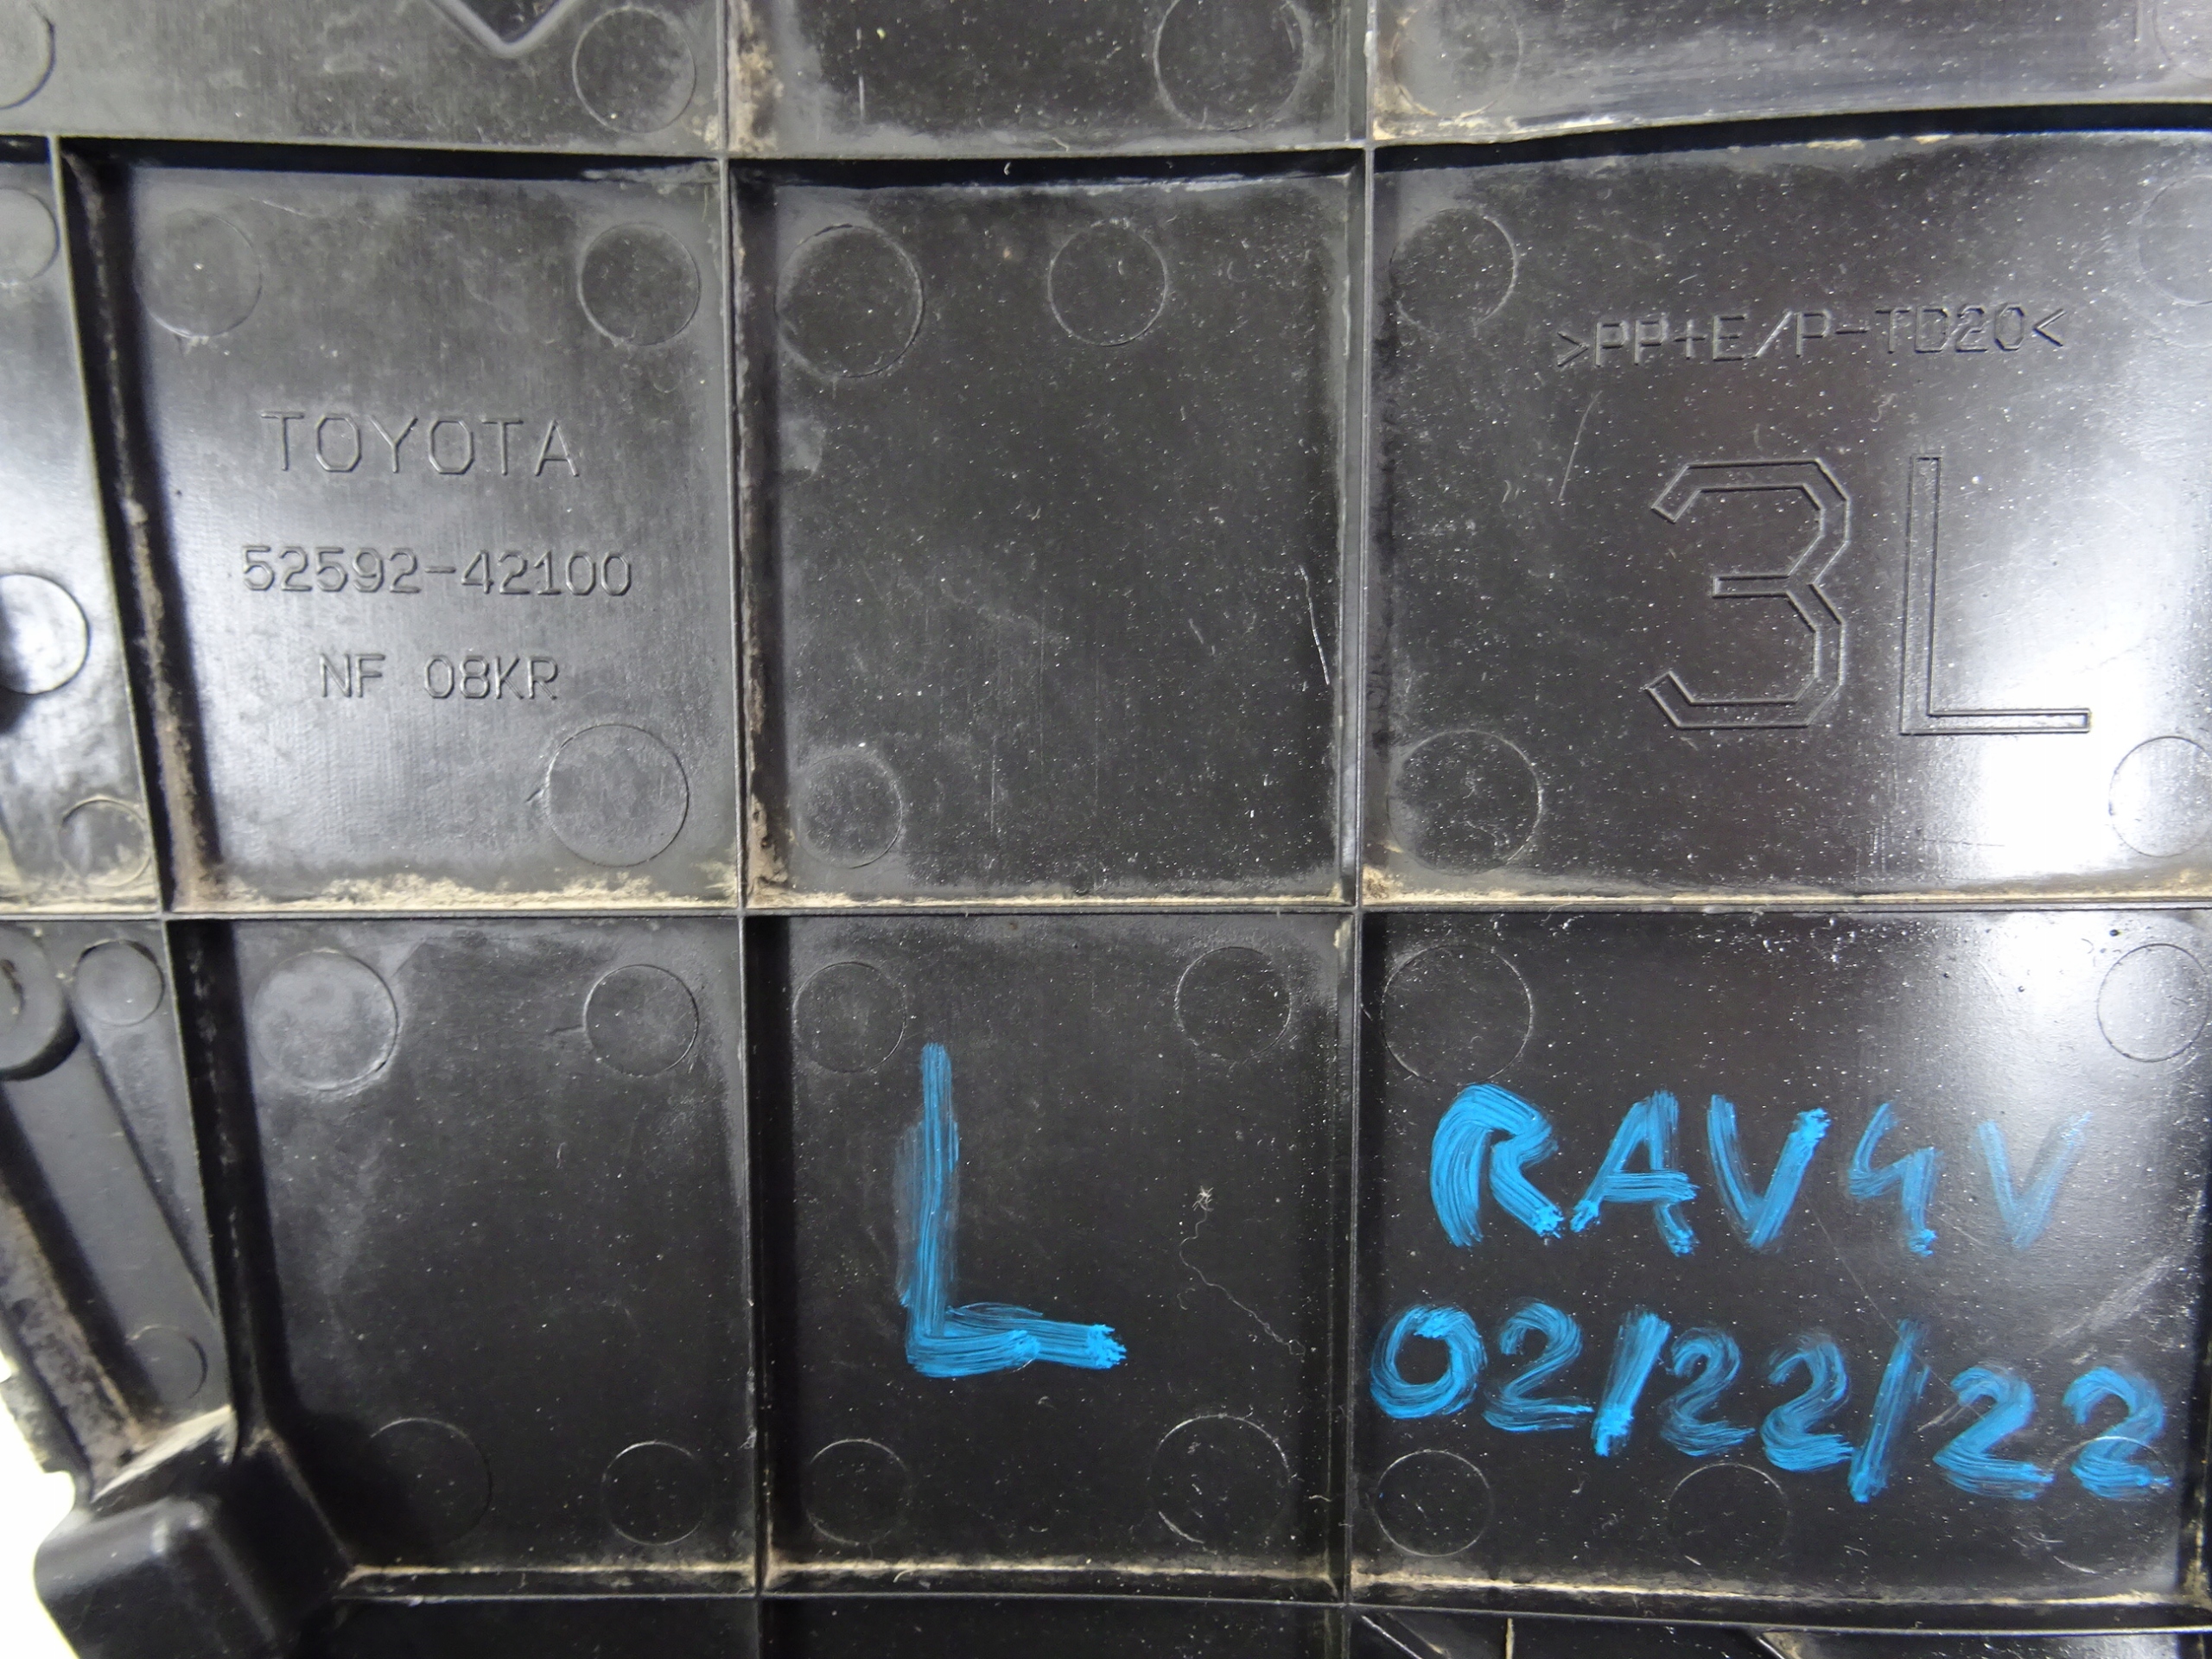 TOYOTA
52592-42100
NF 08KR
>PP+E/P-TD20<
3L
L
RAV4V
02/22/22